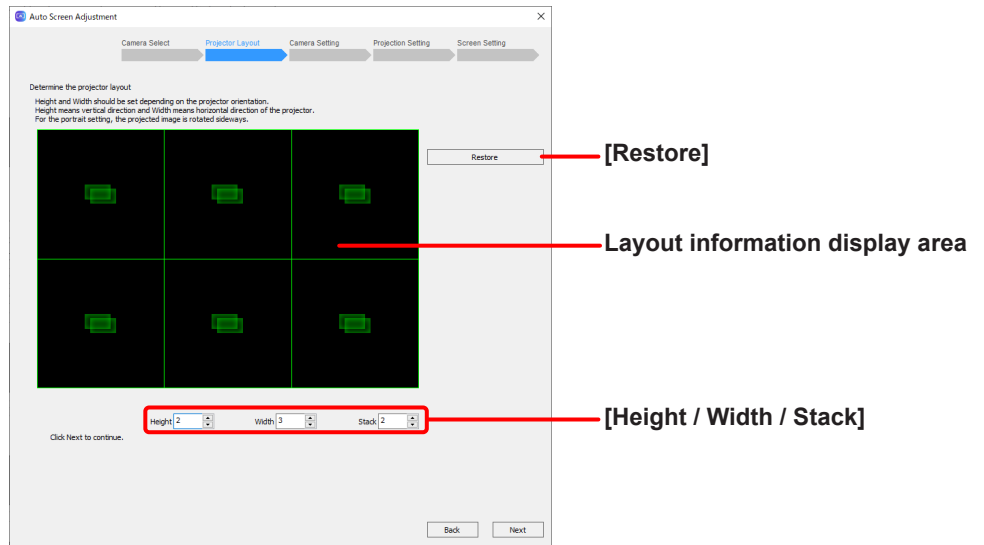 Auto Screen Adjustment
Camera Select Projector Layout Camera Setting Projection Setting Screen Setting
Determine the projector layout
Height and Width should be set depending on the projector orientation.
Height means vertical direction and Width means horizontal direction of the projector.
For the portrait setting, the projected image is rotated sideways.
Restore
[Restore]
Layout information display area
Height 2 Width 3 Stack 2
[Height / Width / Stack]
Click Next to continue.
Back Next